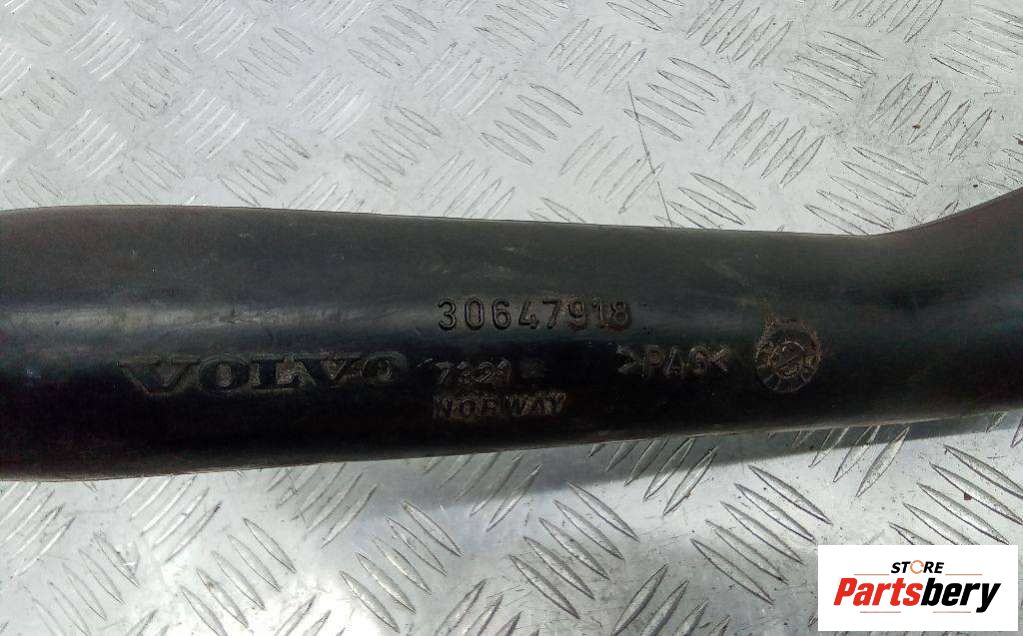 30647918
VOLVO
>PA6<
NORWAY
STORE
Partsbery